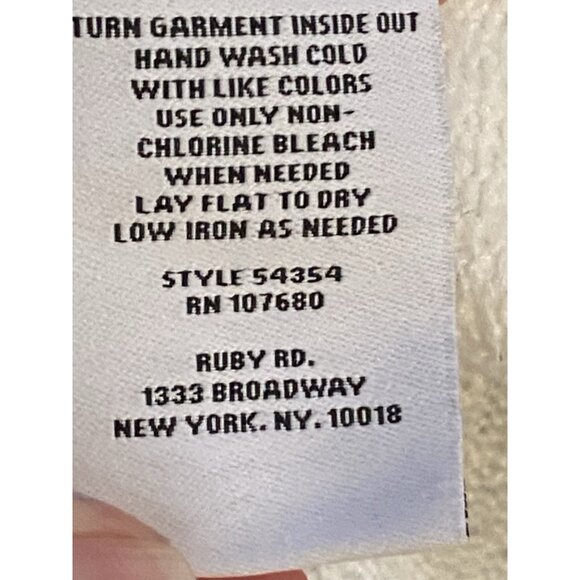 TURN GARMENT INSIDE OUT
HAND WASH COLD
WITH LIKE COLORS
USE ONLY NON-
CHLORINE BLEACH
WHEN NEEDED
LAY FLAT TO DRY
LOW IRON AS NEEDED
STYLE 54354
RN 107680
RUBY RD.
1333 BROADWAY
NEW YORK. NY. 10018